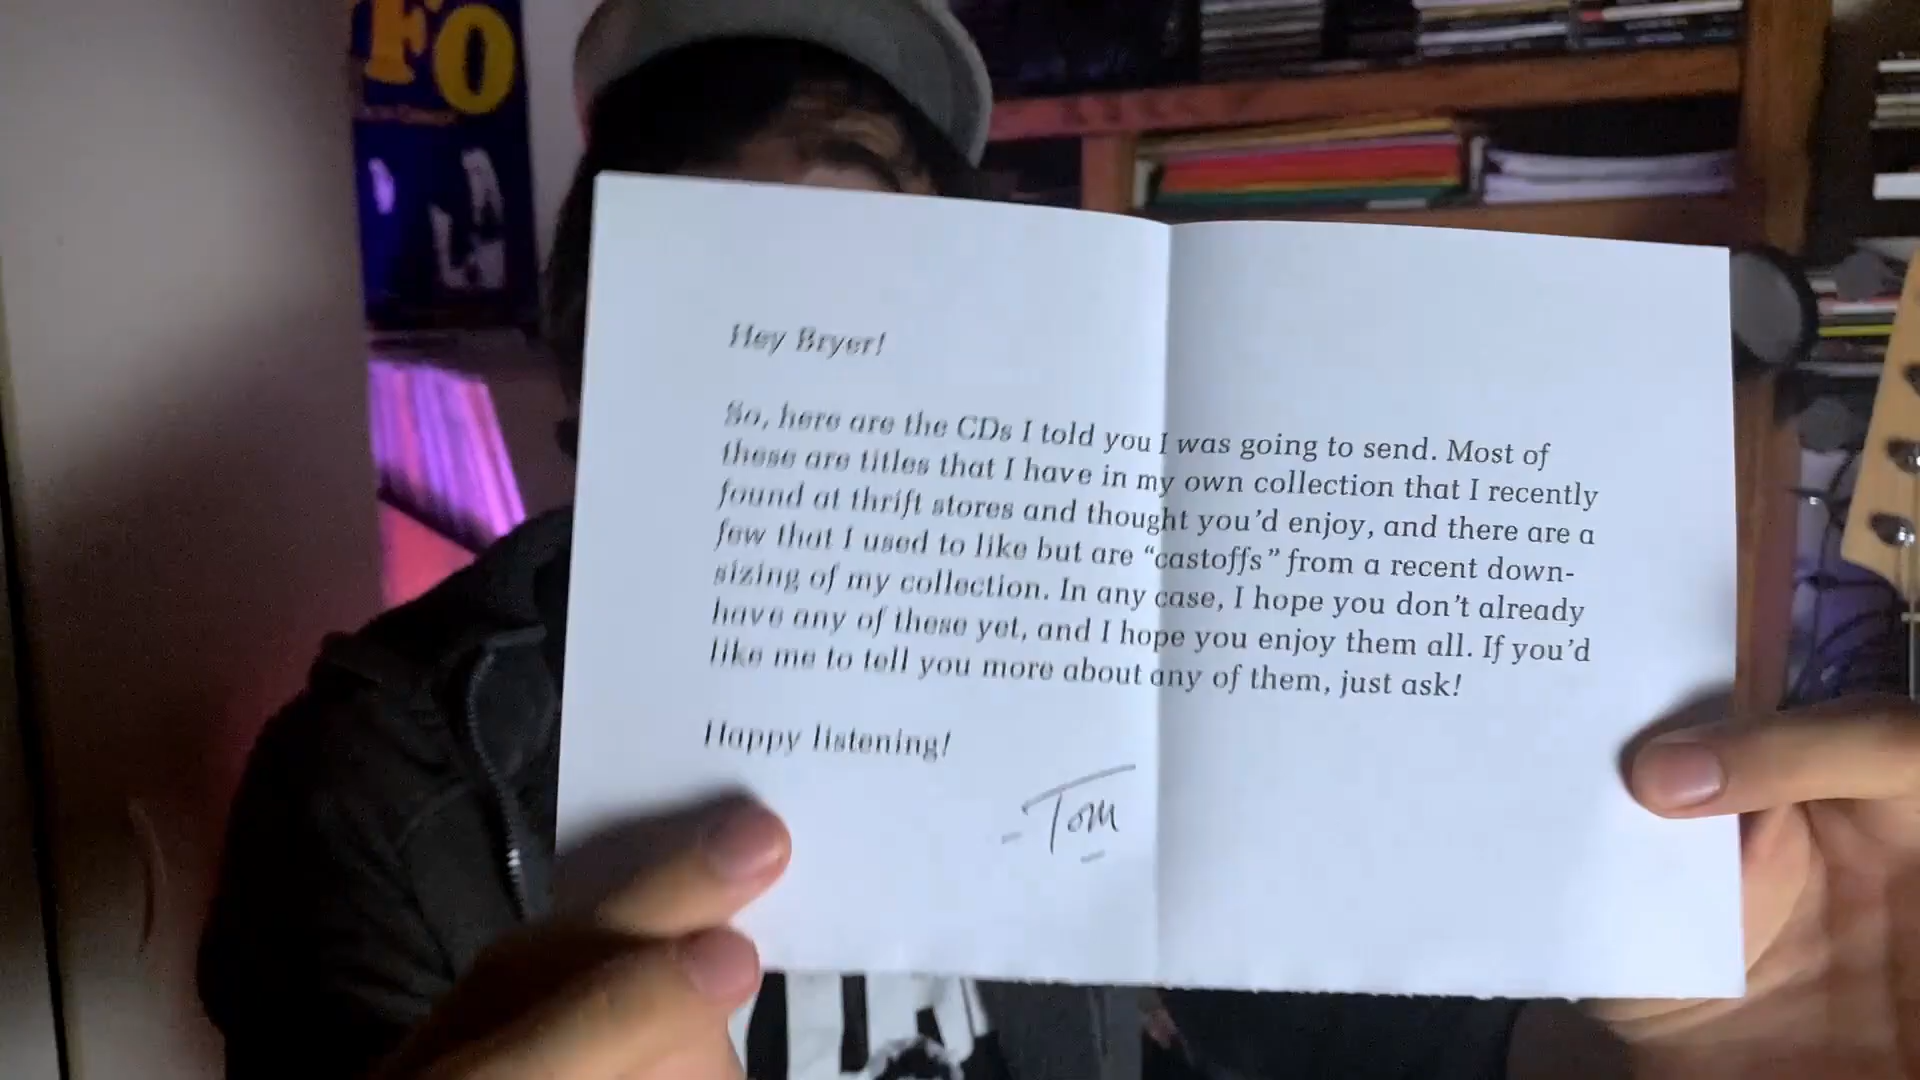 FO
Hey Bryer!
So, here are the CDs I told you I was going to send. Most of
these are titles that I have in my own collection that I recently
found at thrift stores and thought you’d enjoy, and there are a
few that I used to like but are “castoffs” from a recent down-
sizing of my collection. In any case, I hope you don’t already
have any of these yet, and I hope you enjoy them all. If you’d
like me to tell you more about any of them, just ask!
Happy listening!
- Tom